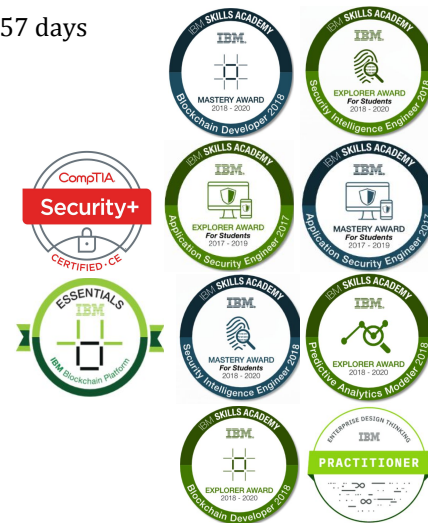 57 days
IBM SKILLS ACADEMY
IBM.
MASTERY AWARD
2018 - 2020
Blockchain Developer 2018
IBM SKILLS ACADEMY
IBM.
EXPLORER AWARD
For Students
2018 - 2020
Security Intelligence Engineer 2018
CompTIA.
Security+
CERTIFIED • CE
IBM SKILLS ACADEMY
IBM.
EXPLORER AWARD
For Students
2017 - 2019
Application Security Engineer 2017
IBM SKILLS ACADEMY
IBM.
MASTERY AWARD
For Students
2017 - 2019
Application Security Engineer 2017
ESSENTIALS
IBM
IBM Blockchain Platform
IBM SKILLS ACADEMY
IBM.
MASTERY AWARD
For Students
2018 - 2020
Security Intelligence Engineer 2018
IBM SKILLS ACADEMY
IBM.
EXPLORER AWARD
2018 - 2020
Predictive Analytics Modeler 2018
IBM SKILLS ACADEMY
IBM.
EXPLORER AWARD
2018 - 2020
Blockchain Developer 2018
ENTERPRISE DESIGN THINKING
IBM
PRACTITIONER